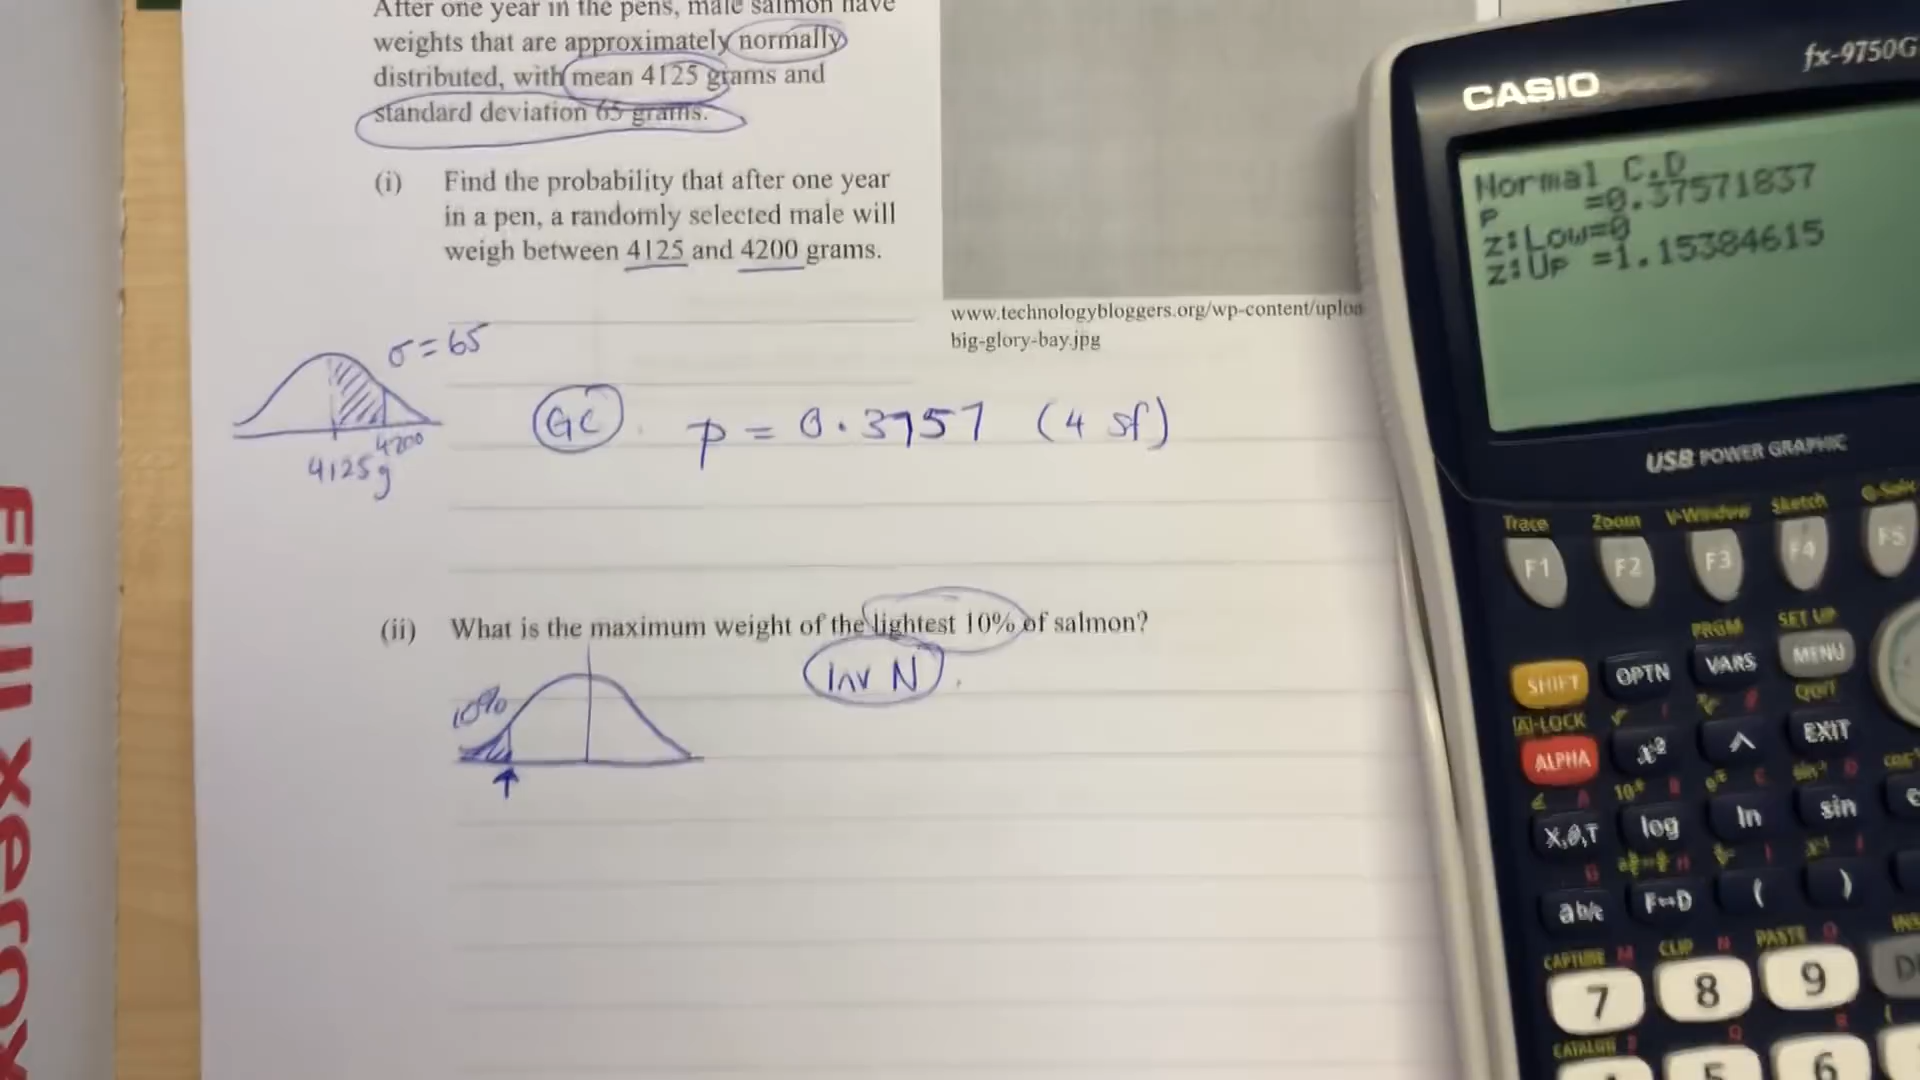 After one year in the pens, male salmon have
weights that are approximately normally
distributed, with mean 4125 grams and
standard deviation 65 grams.
(i) Find the probability that after one year
in a pen, a randomly selected male will
weigh between 4125 and 4200 grams.
www.technologybloggers.org/wp-content/uploa
big-glory-bay.jpg
σ = 65
4200
4125g
GC p = 0.3757 (4 sf)
(ii) What is the maximum weight of the lightest 10% of salmon?
Inv N
10%
FUJI XEROX
CASIO
fx-9750G
Normal C.D
p =0.37571837
z:Low=0
z:Up =1.15384615
USB POWER GRAPHIC
Trace Zoom V-Window Sketch G-Solv
F1 F2 F3 F4 F5
PRGM SET UP
SHIFT OPTN VARS MENU
A-LOCK QUIT
ALPHA x² ^ EXIT
X,θ,T log ln sin
a b/c F↔D ( )
CAPTURE CLIP PASTE
7 8 9
CATALOG
5 6